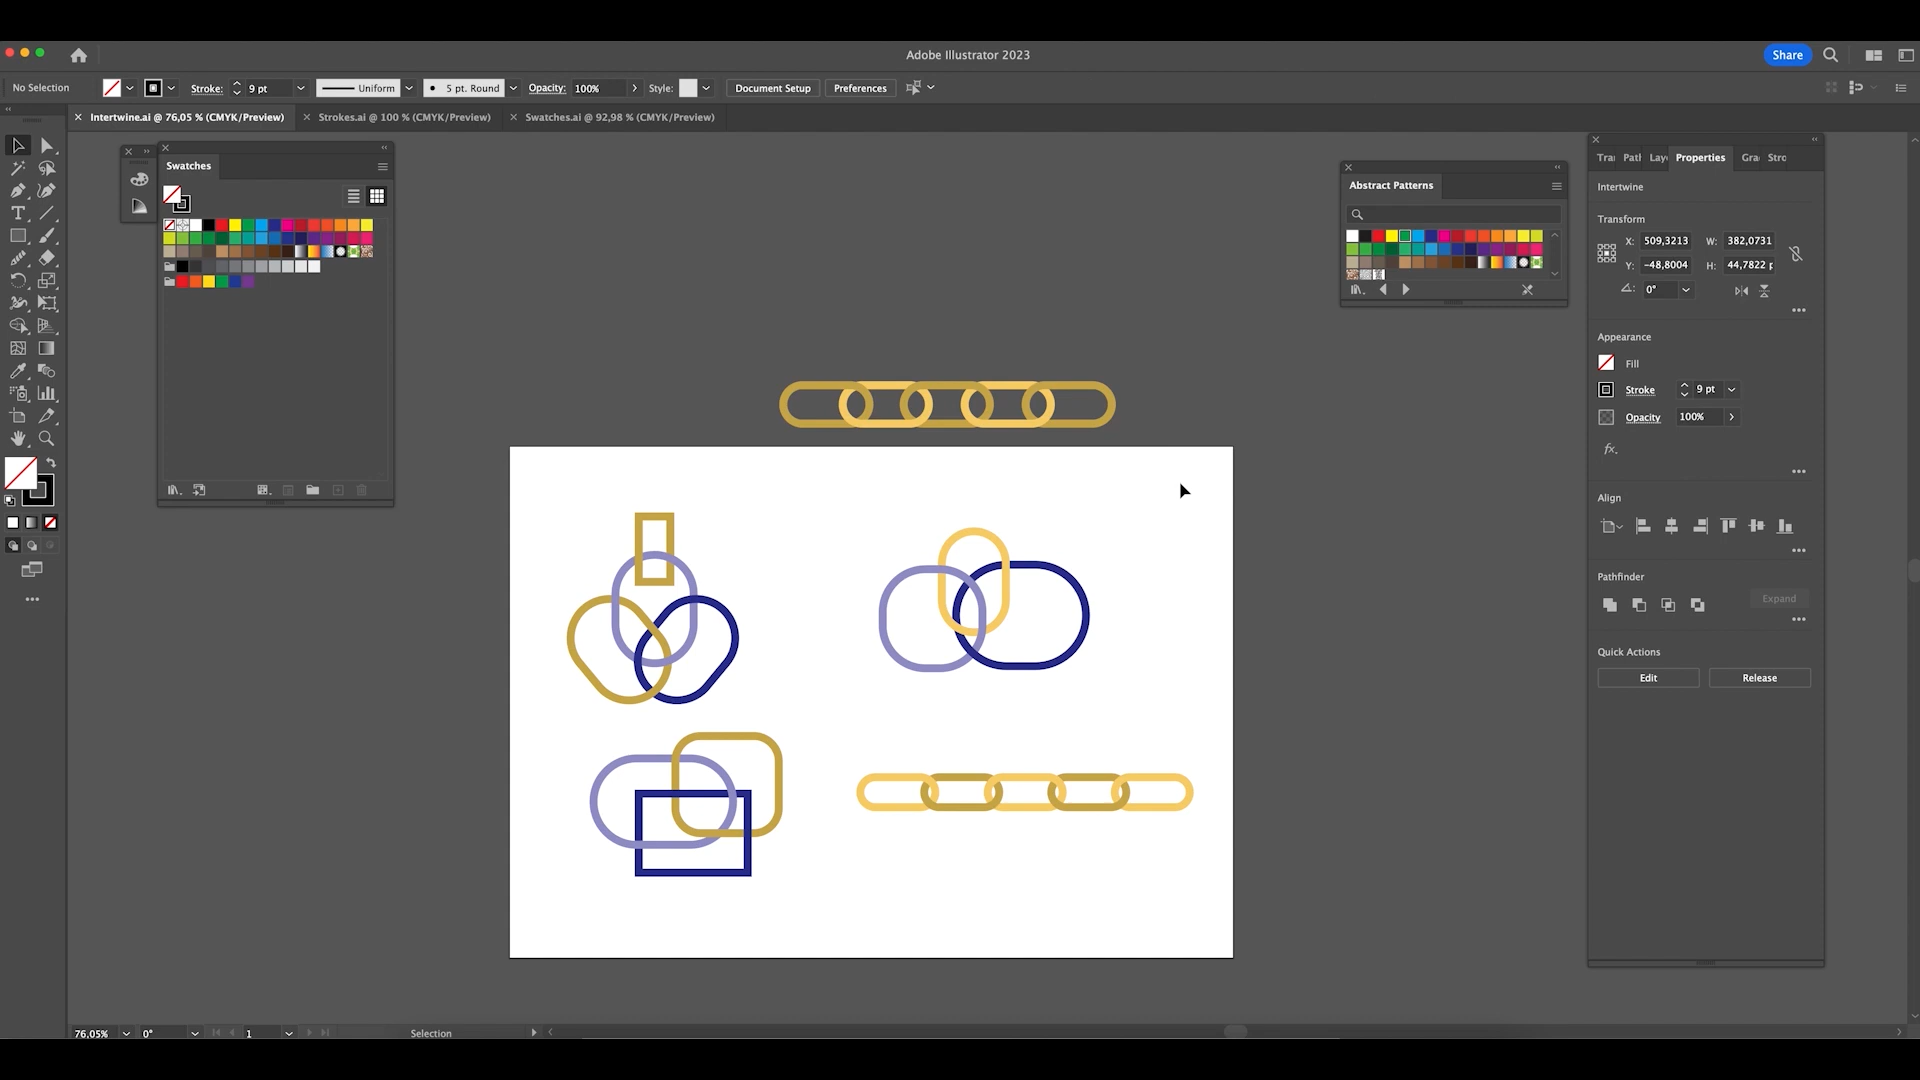 Adobe Illustrator 2023
Share
No Selection
Stroke:
9 pt
Uniform
5 pt. Round
Opacity:
100%
Style:
Document Setup
Preferences
Intertwine.ai @ 76,05 % (CMYK/Preview)
Strokes.ai @ 100 % (CMYK/Preview)
Swatches.ai @ 92,98 % (CMYK/Preview)
Swatches
Abstract Patterns
Tra
Path
Lay
Properties
Gra
Stro
Intertwine
Transform
X:
509,3213
W:
382,0731
Y:
-48,8004
H:
44,7822 p
0°
Appearance
Fill
Stroke
9 pt
Opacity
100%
fx.
Align
Pathfinder
Expand
Quick Actions
Edit
Release
76,05%
0°
1
Selection